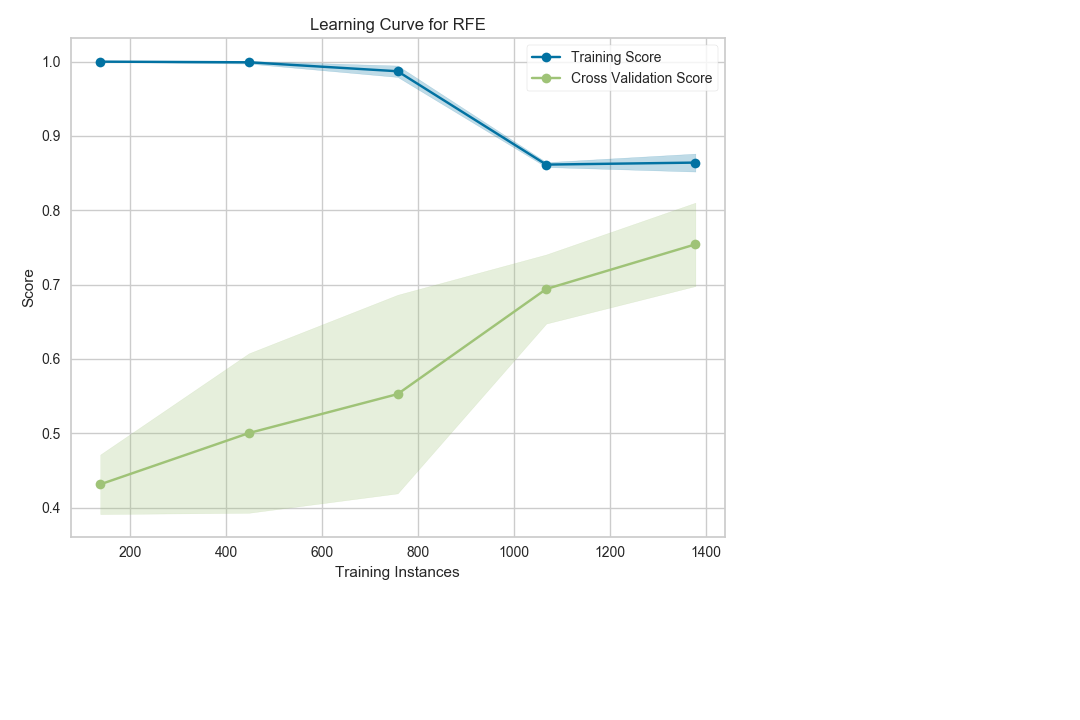 Learning Curve for RFE
Training Score
Cross Validation Score
1.0
0.9
0.8
0.7
0.6
0.5
0.4
Score
200 400 600 800 1000 1200 1400
Training Instances